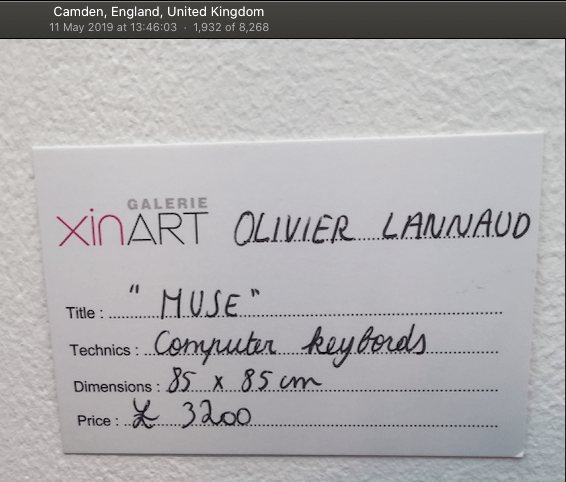 Camden, England, United Kingdom
11 May 2019 at 13:46:03 · 1,932 of 8,268
GALERIE
xinART OLIVIER LANNAUD
Title : "MUSE"
Technics : Computer keybords
Dimensions : 85 x 85 cm
Price : £ 3200